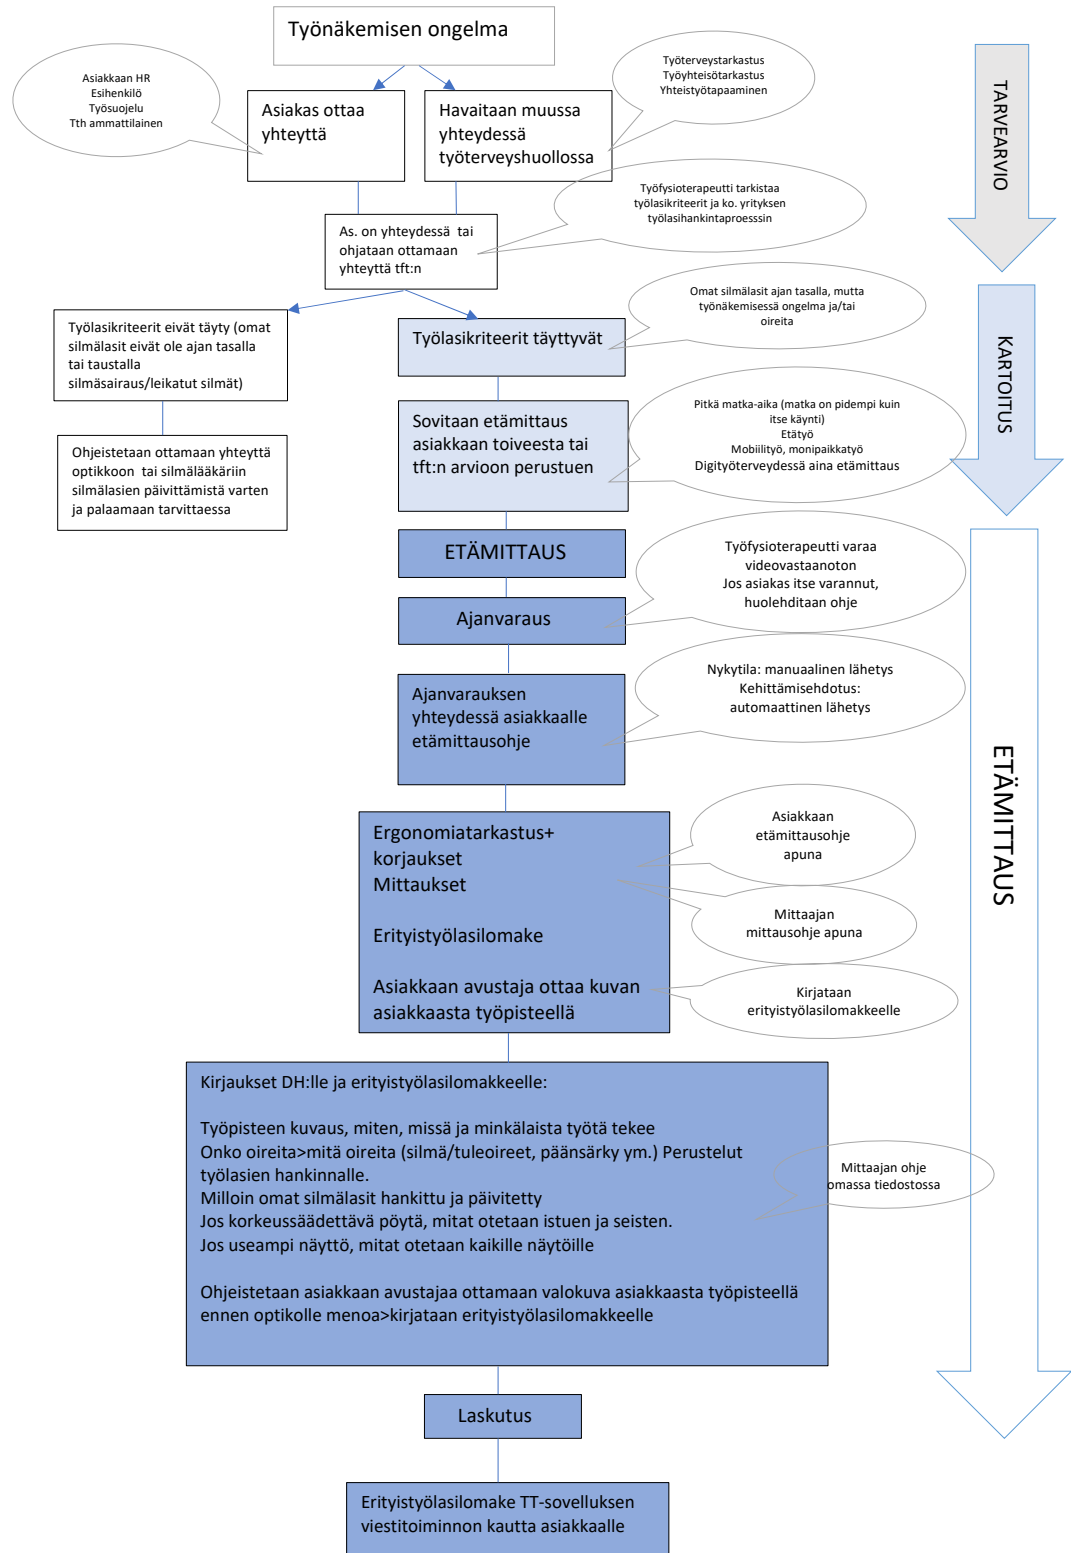 Työnäkemisen ongelma
Asiakkaan HR
Esihenkilö
Työsuojelu
Tth ammattilainen
Työterveystarkastus
Työyhteisötarkastus
Yhteistyötapaaminen
Asiakas ottaa
yhteyttä
Havaitaan muussa
yhteydessä
työterveyshuollossa
TARVEARVIO
Työfysioterapeutti tarkistaa
työlasikriteerit ja ko. yrityksen
työlasihankintaproesssin
As. on yhteydessä tai
ohjataan ottamaan
yhteyttä tft:n
Omat silmälasit ajan tasalla, mutta
työnäkemisessä ongelma ja/tai
oireita
Työlasikriteerit eivät täyty (omat
silmälasit eivät ole ajan tasalla
tai taustalla
silmäsairaus/leikatut silmät)
Työlasikriteerit täyttyvät
KARTOITUS
Pitkä matka-aika (matka on pidempi kuin
itse käynti)
Etätyö
Mobiilityö, monipaikkatyö
Digityöterveydessä aina etämittaus
Sovitaan etämittaus
asiakkaan toiveesta tai
tft:n arvioon perustuen
Ohjeistetaan ottamaan yhteyttä
optikkoon tai silmälääkäriin
silmälasien päivittämistä varten
ja palaamaan tarvittaessa
ETÄMITTAUS
Työfysioterapeutti varaa
videovastaanoton
Jos asiakas itse varannut,
huolehditaan ohje
Ajanvaraus
Nykytila: manuaalinen lähetys
Kehittämisehdotus:
automaattinen lähetys
Ajanvarauksen
yhteydessä asiakkaalle
etämittausohje
ETÄMITTAUS
Asiakkaan
etämittausohje
apuna
Ergonomiatarkastus+
korjaukset
Mittaukset
Erityistyölasilomake
Asiakkaan avustaja ottaa kuvan
asiakkaasta työpisteellä
Mittaajan
mittausohje apuna
Kirjataan
erityistyölasilomakkeelle
Kirjaukset DH:lle ja erityistyölasilomakkeelle:
Työpisteen kuvaus, miten, missä ja minkälaista työtä tekee
Onko oireita>mitä oireita (silmä/tuleoireet, päänsärky ym.) Perustelut
työlasien hankinnalle.
Milloin omat silmälasit hankittu ja päivitetty
Jos korkeussäädettävä pöytä, mitat otetaan istuen ja seisten.
Jos useampi näyttö, mitat otetaan kaikille näytöille
Ohjeistetaan asiakkaan avustajaa ottamaan valokuva asiakkaasta työpisteellä
ennen optikolle menoa>kirjataan erityistyölasilomakkeelle
Mittaajan ohje
omassa tiedostossa
Laskutus
Erityistyölasilomake TT-sovelluksen
viestitoiminnon kautta asiakkaalle